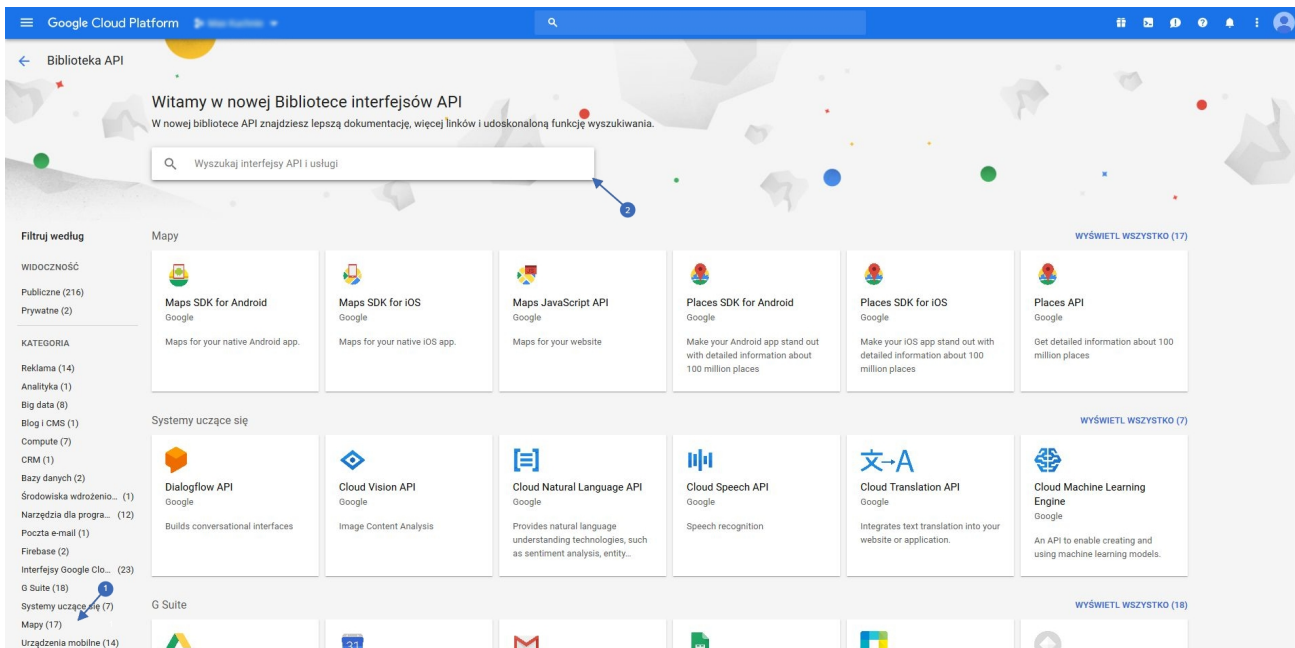 Google Cloud Platform
Biblioteka API
Witamy w nowej Bibliotece interfejsów API
W nowej bibliotece API znajdziesz lepszą dokumentację, więcej linków i udoskonaloną funkcję wyszukiwania.
Wyszukaj interfejsy API i usługi
2
Filtruj według
WIDOCZNOŚĆ
Publiczne (216)
Prywatne (2)
KATEGORIA
Reklama (14)
Analityka (1)
Big data (8)
Blog i CMS (1)
Compute (7)
CRM (1)
Bazy danych (2)
Środowiska wdrożenio... (1)
Narzędzia dla progra... (12)
Poczta e-mail (1)
Firebase (2)
Interfejsy Google Clo... (23)
G Suite (18)
1
Systemy uczące się (7)
Mapy (17)
Urządzenia mobilne (14)
Mapy
WYŚWIETL WSZYSTKO (17)
Maps SDK for Android
Google
Maps for your native Android app.
Maps SDK for iOS
Google
Maps for your native iOS app.
Maps JavaScript API
Google
Maps for your website
Places SDK for Android
Google
Make your Android app stand out
with detailed information about
100 million places
Places SDK for iOS
Google
Make your iOS app stand out with
detailed information about 100
million places
Places API
Google
Get detailed information about 100
million places
Systemy uczące się
WYŚWIETL WSZYSTKO (7)
Dialogflow API
Google
Builds conversational interfaces
Cloud Vision API
Google
Image Content Analysis
Cloud Natural Language API
Google
Provides natural language
understanding technologies, such
as sentiment analysis, entity...
Cloud Speech API
Google
Speech recognition
文→A
Cloud Translation API
Google
Integrates text translation into your
website or application.
Cloud Machine Learning
Engine
Google
An API to enable creating and
using machine learning models.
G Suite
WYŚWIETL WSZYSTKO (18)
31